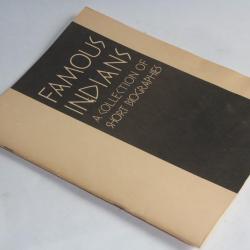 FAMOUS
INDIANS
A COLLECTION OF
SHORT BIOGRAPHIES